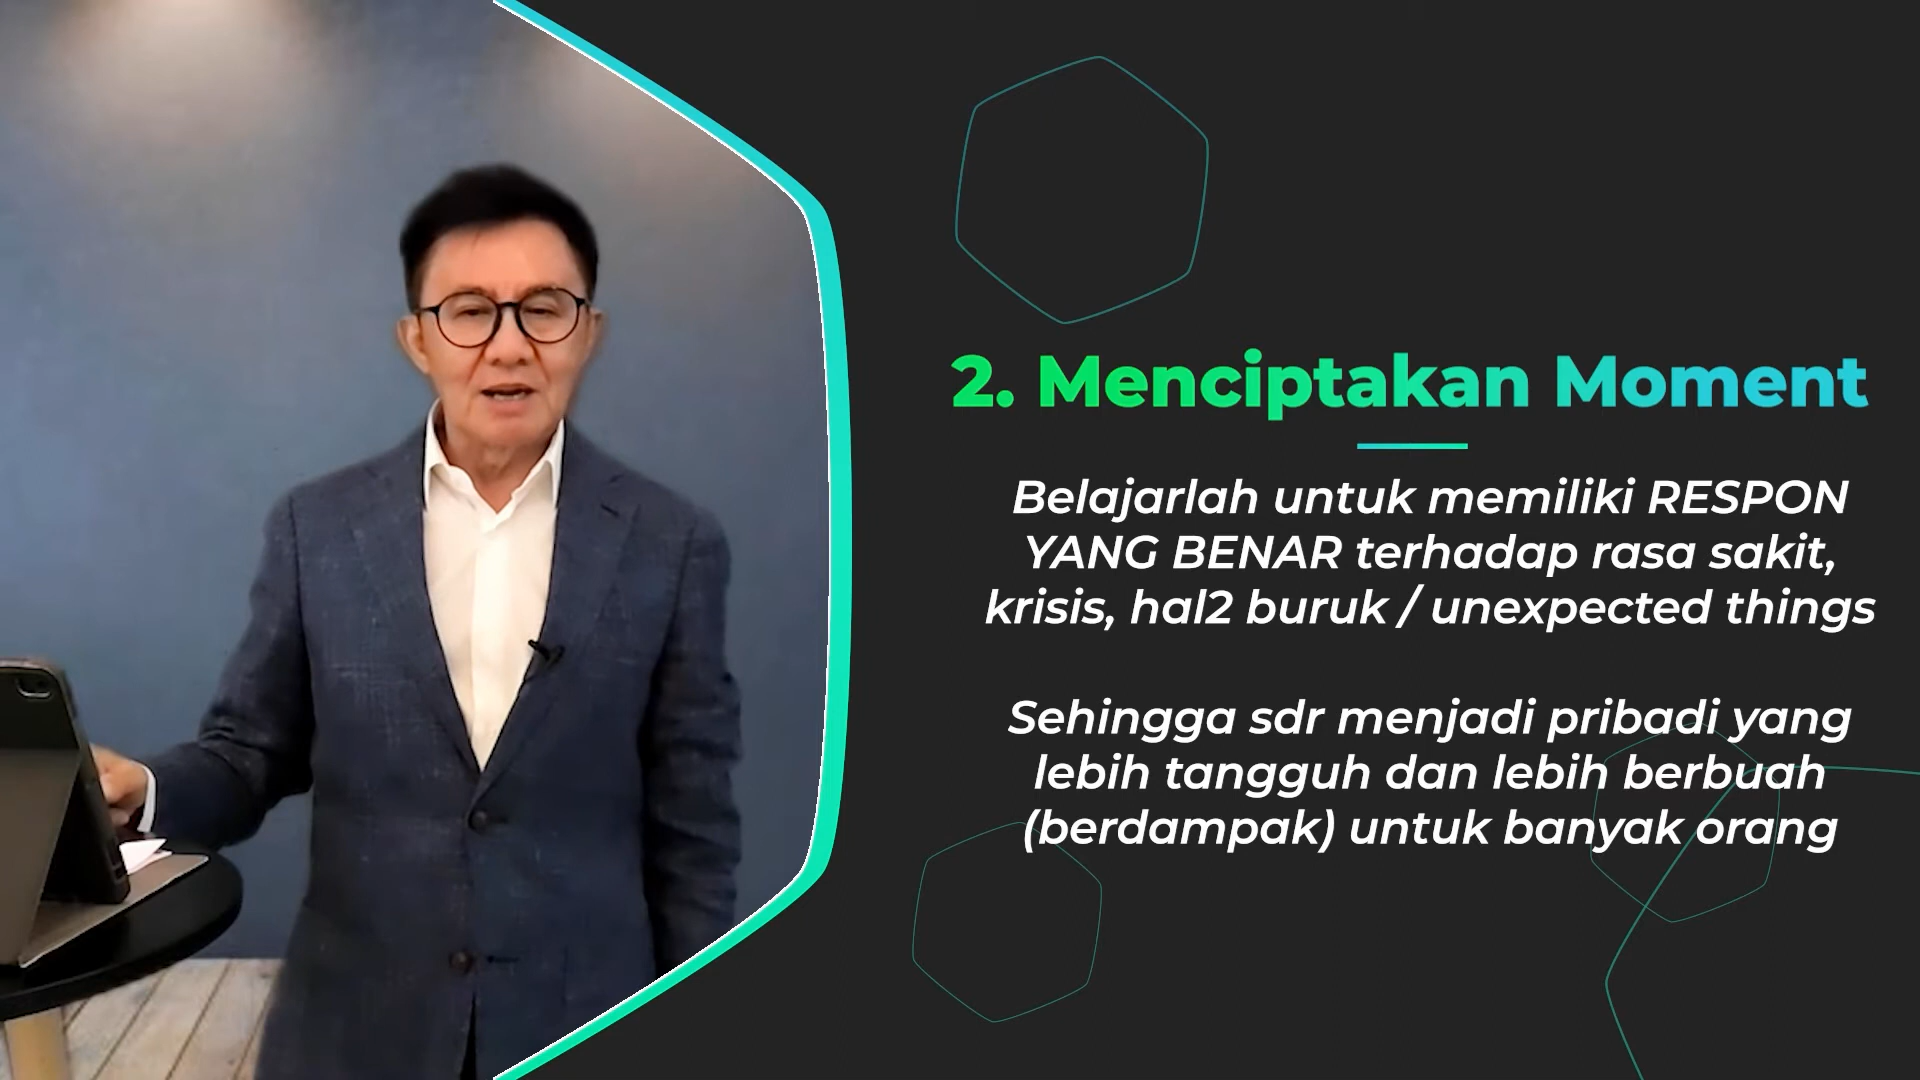 2. Menciptakan Moment
Belajarlah untuk memiliki RESPON
YANG BENAR terhadap rasa sakit,
krisis, hal2 buruk / unexpected things
Sehingga sdr menjadi pribadi yang
lebih tangguh dan lebih berbuah
(berdampak) untuk banyak orang